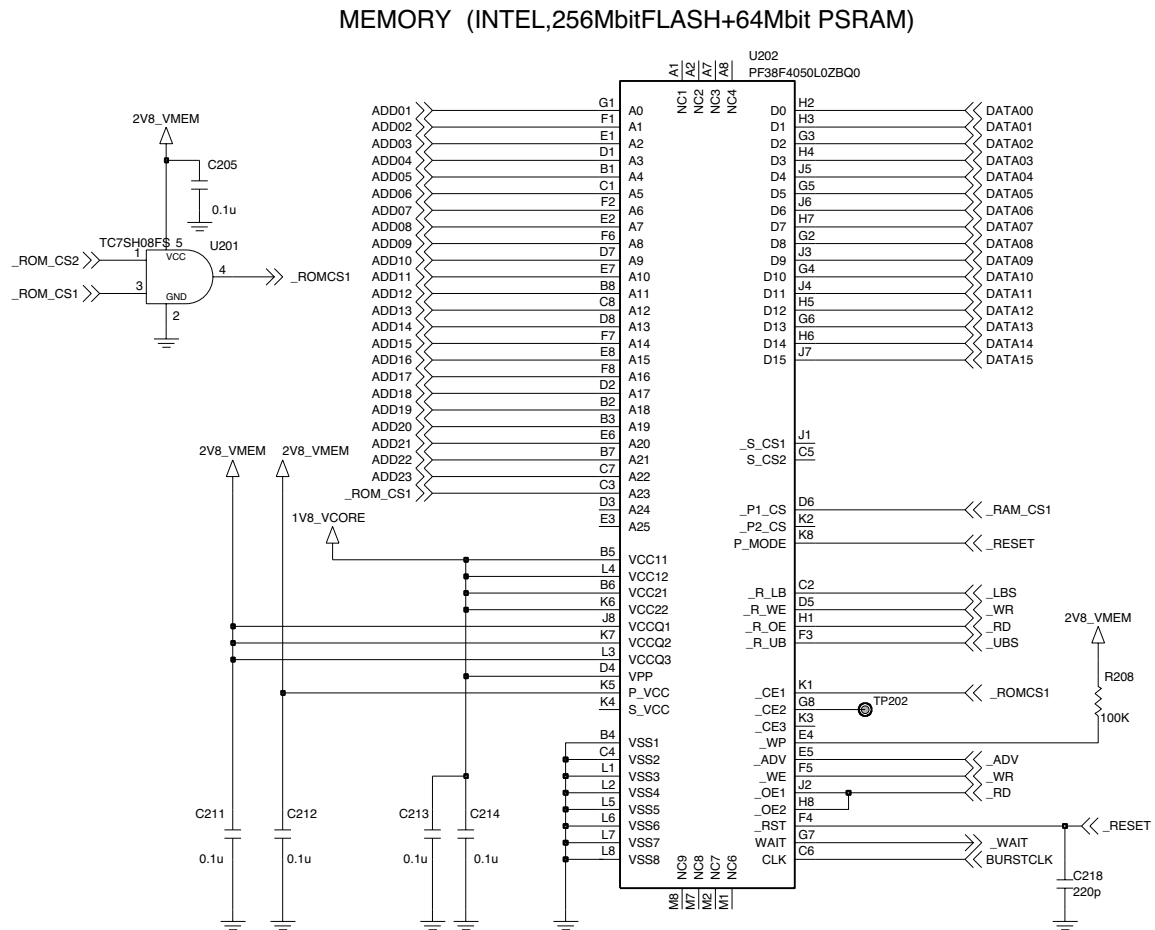 MEMORY (INTEL,256MbitFLASH+64Mbit PSRAM)
U202
PF38F4050L0ZBQ0
A1 A2 A7 A8
NC1 NC2 NC3 NC4
ADD01 G1 A0 D0 H2 DATA00
ADD02 F1 A1 D1 H3 DATA01
ADD03 E1 A2 D2 G3 DATA02
ADD04 D1 A3 D3 H4 DATA03
ADD05 B1 A4 D4 J5 DATA04
ADD06 C1 A5 D5 G5 DATA05
ADD07 F2 A6 D6 J6 DATA06
ADD08 E2 A7 D7 H7 DATA07
ADD09 F6 A8 D8 G2 DATA08
ADD10 D7 A9 D9 J3 DATA09
ADD11 E7 A10 D10 G4 DATA10
ADD12 B8 A11 D11 J4 DATA11
ADD13 C8 A12 D12 H5 DATA12
ADD14 D8 A13 D13 G6 DATA13
ADD15 F7 A14 D14 H6 DATA14
ADD16 E8 A15 D15 J7 DATA15
ADD17 F8 A16
ADD18 D2 A17
ADD19 B2 A18
ADD20 B3 A19
ADD21 E6 A20 _S_CS1 J1
ADD22 B7 A21 S_CS2 C5
ADD23 C7 A22
_ROM_CS1 C3 A23
D3 A24 _P1_CS D6 _RAM_CS1
E3 A25 _P2_CS K2
P_MODE K8 _RESET
2V8_VMEM
C205
0.1u
TC7SH08FS 5 U201
VCC
_ROM_CS2 1
4 _ROMCS1
_ROM_CS1 3
GND
2
2V8_VMEM 2V8_VMEM
1V8_VCORE
B5 VCC11
L4 VCC12 _R_LB C2 _LBS
B6 VCC21 _R_WE D5 _WR
K6 VCC22 _R_OE H1 _RD
J8 VCCQ1 _R_UB F3 _UBS
K7 VCCQ2
L3 VCCQ3
D4 VPP
K5 P_VCC _CE1 K1 _ROMCS1
K4 S_VCC _CE2 G8 TP202
_CE3 K3
2V8_VMEM
R208
100K
B4 VSS1 _WP E4
C4 VSS2 _ADV E5 _ADV
L1 VSS3 _WE F5 _WR
L2 VSS4 _OE1 J2 _RD
L5 VSS5 _OE2 H8
L6 VSS6 _RST F4 _RESET
L7 VSS7 WAIT G7 _WAIT
L8 VSS8 CLK C6 BURSTCLK
C211 C212 C213 C214
0.1u 0.1u 0.1u 0.1u
C218
220p
NC9 NC8 NC7 NC6
M8 M7 M2 M1